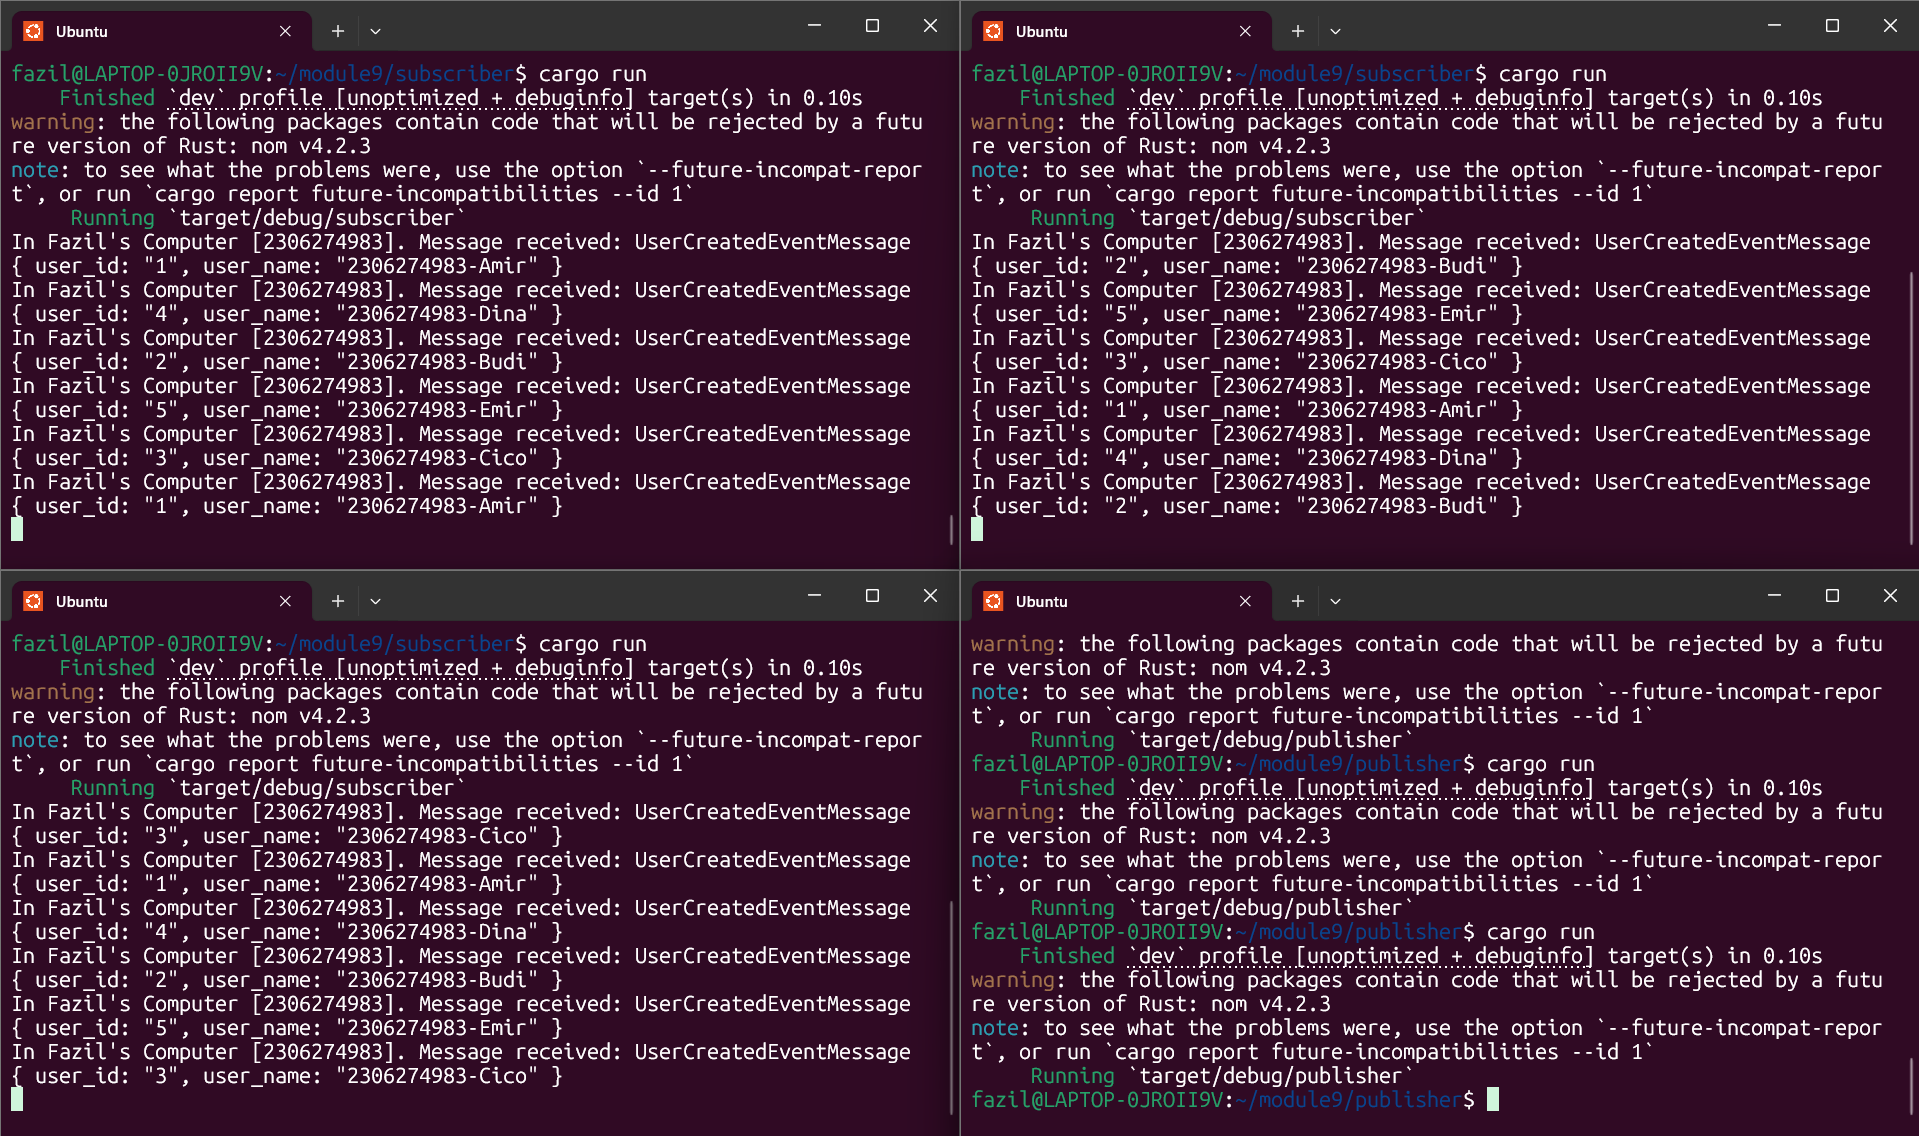 Ubuntu
fazil@LAPTOP-0JROII9V:~/module9/subscriber$ cargo run
    Finished `dev` profile [unoptimized + debuginfo] target(s) in 0.10s
warning: the following packages contain code that will be rejected by a futu
re version of Rust: nom v4.2.3
note: to see what the problems were, use the option `--future-incompat-repor
t`, or run `cargo report future-incompatibilities --id 1`
     Running `target/debug/subscriber`
In Fazil's Computer [2306274983]. Message received: UserCreatedEventMessage
{ user_id: "1", user_name: "2306274983-Amir" }
In Fazil's Computer [2306274983]. Message received: UserCreatedEventMessage
{ user_id: "4", user_name: "2306274983-Dina" }
In Fazil's Computer [2306274983]. Message received: UserCreatedEventMessage
{ user_id: "2", user_name: "2306274983-Budi" }
In Fazil's Computer [2306274983]. Message received: UserCreatedEventMessage
{ user_id: "5", user_name: "2306274983-Emir" }
In Fazil's Computer [2306274983]. Message received: UserCreatedEventMessage
{ user_id: "3", user_name: "2306274983-Cico" }
In Fazil's Computer [2306274983]. Message received: UserCreatedEventMessage
{ user_id: "1", user_name: "2306274983-Amir" }
Ubuntu
fazil@LAPTOP-0JROII9V:~/module9/subscriber$ cargo run
    Finished `dev` profile [unoptimized + debuginfo] target(s) in 0.10s
warning: the following packages contain code that will be rejected by a futu
re version of Rust: nom v4.2.3
note: to see what the problems were, use the option `--future-incompat-repor
t`, or run `cargo report future-incompatibilities --id 1`
     Running `target/debug/subscriber`
In Fazil's Computer [2306274983]. Message received: UserCreatedEventMessage
{ user_id: "2", user_name: "2306274983-Budi" }
In Fazil's Computer [2306274983]. Message received: UserCreatedEventMessage
{ user_id: "5", user_name: "2306274983-Emir" }
In Fazil's Computer [2306274983]. Message received: UserCreatedEventMessage
{ user_id: "3", user_name: "2306274983-Cico" }
In Fazil's Computer [2306274983]. Message received: UserCreatedEventMessage
{ user_id: "1", user_name: "2306274983-Amir" }
In Fazil's Computer [2306274983]. Message received: UserCreatedEventMessage
{ user_id: "4", user_name: "2306274983-Dina" }
In Fazil's Computer [2306274983]. Message received: UserCreatedEventMessage
{ user_id: "2", user_name: "2306274983-Budi" }
Ubuntu
fazil@LAPTOP-0JROII9V:~/module9/subscriber$ cargo run
    Finished `dev` profile [unoptimized + debuginfo] target(s) in 0.10s
warning: the following packages contain code that will be rejected by a futu
re version of Rust: nom v4.2.3
note: to see what the problems were, use the option `--future-incompat-repor
t`, or run `cargo report future-incompatibilities --id 1`
     Running `target/debug/subscriber`
In Fazil's Computer [2306274983]. Message received: UserCreatedEventMessage
{ user_id: "3", user_name: "2306274983-Cico" }
In Fazil's Computer [2306274983]. Message received: UserCreatedEventMessage
{ user_id: "1", user_name: "2306274983-Amir" }
In Fazil's Computer [2306274983]. Message received: UserCreatedEventMessage
{ user_id: "4", user_name: "2306274983-Dina" }
In Fazil's Computer [2306274983]. Message received: UserCreatedEventMessage
{ user_id: "2", user_name: "2306274983-Budi" }
In Fazil's Computer [2306274983]. Message received: UserCreatedEventMessage
{ user_id: "5", user_name: "2306274983-Emir" }
In Fazil's Computer [2306274983]. Message received: UserCreatedEventMessage
{ user_id: "3", user_name: "2306274983-Cico" }
Ubuntu
warning: the following packages contain code that will be rejected by a futu
re version of Rust: nom v4.2.3
note: to see what the problems were, use the option `--future-incompat-repor
t`, or run `cargo report future-incompatibilities --id 1`
     Running `target/debug/publisher`
fazil@LAPTOP-0JROII9V:~/module9/publisher$ cargo run
    Finished `dev` profile [unoptimized + debuginfo] target(s) in 0.10s
warning: the following packages contain code that will be rejected by a futu
re version of Rust: nom v4.2.3
note: to see what the problems were, use the option `--future-incompat-repor
t`, or run `cargo report future-incompatibilities --id 1`
     Running `target/debug/publisher`
fazil@LAPTOP-0JROII9V:~/module9/publisher$ cargo run
    Finished `dev` profile [unoptimized + debuginfo] target(s) in 0.10s
warning: the following packages contain code that will be rejected by a futu
re version of Rust: nom v4.2.3
note: to see what the problems were, use the option `--future-incompat-repor
t`, or run `cargo report future-incompatibilities --id 1`
     Running `target/debug/publisher`
fazil@LAPTOP-0JROII9V:~/module9/publisher$